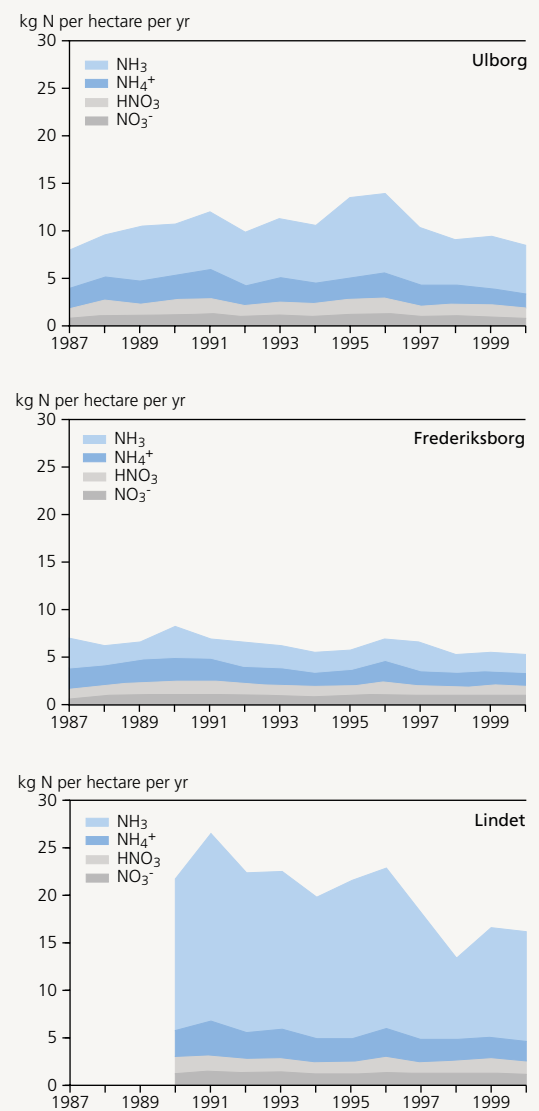 kg N per hectare per yr
30
Ulborg
NH3
25
NH4+
HNO3
20
NO3-
15
10
5
0
1987 1989 1991 1993 1995 1997 1999
kg N per hectare per yr
30
Frederiksborg
NH3
NH4+
25
HNO3
NO3-
20
15
10
5
0
1987 1989 1991 1993 1995 1997 1999
kg N per hectare per yr
30
Lindet
NH3
NH4+
25
HNO3
NO3-
20
15
10
5
0
1987 1989 1991 1993 1995 1997 1999